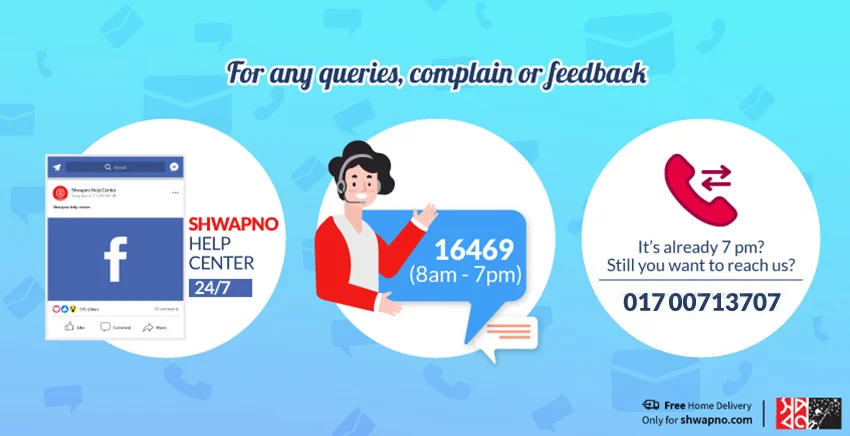 For any queries, complain or feedback
Search
Shwapno Help Center
Shwapno help center
Like
Comment
Share
SHWAPNO
HELP
CENTER
24/7
16469
(8am - 7pm)
It's already 7 pm?
Still you want to reach us?
01700713707
Free Home Delivery
Only for shwapno.com